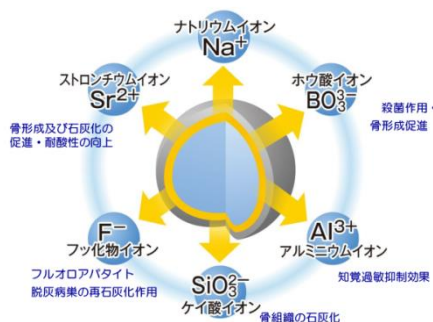 ナトリウムイオン
Na⁺
ストロンチウムイオン
Sr²⁺
骨形成及び石灰化の
促進・耐酸性の向上
ホウ酸イオン
BO₃³⁻
殺菌作用・
骨形成促進
F⁻
フッ化物イオン
フルオロアパタイト
脱灰病巣の再石灰化作用
Al³⁺
アルミニウムイオン
知覚過敏抑制効果
SiO₃²⁻
ケイ酸イオン
骨組織の石灰化